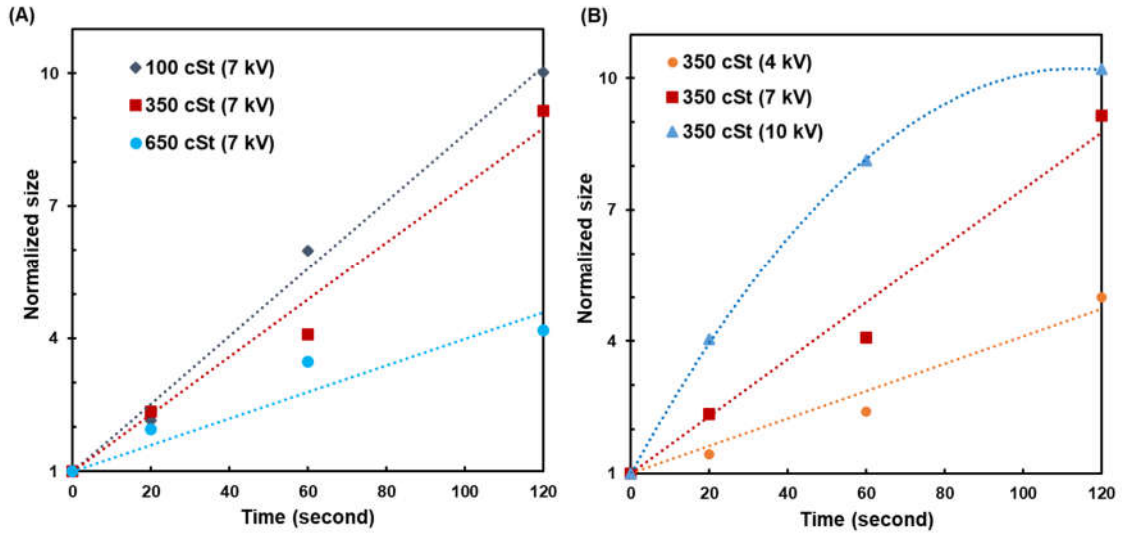 (A)
100 cSt (7 kV)
350 cSt (7 kV)
650 cSt (7 kV)
10
7
4
1
Normalized size
0
20
40
60
80
100
120
Time (second)
(B)
350 cSt (4 kV)
350 cSt (7 kV)
350 cSt (10 kV)
10
7
4
1
Normalized size
0
20
40
60
80
100
120
Time (second)